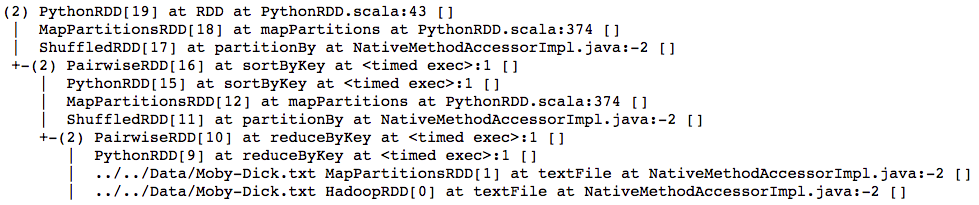 (2) PythonRDD[19] at RDD at PythonRDD.scala:43 []
 |  MapPartitionsRDD[18] at mapPartitions at PythonRDD.scala:374 []
 |  ShuffledRDD[17] at partitionBy at NativeMethodAccessorImpl.java:-2 []
 +-(2) PairwiseRDD[16] at sortByKey at <timed exec>:1 []
    |  PythonRDD[15] at sortByKey at <timed exec>:1 []
    |  MapPartitionsRDD[12] at mapPartitions at PythonRDD.scala:374 []
    |  ShuffledRDD[11] at partitionBy at NativeMethodAccessorImpl.java:-2 []
    +-(2) PairwiseRDD[10] at reduceByKey at <timed exec>:1 []
       |  PythonRDD[9] at reduceByKey at <timed exec>:1 []
       |  ../../Data/Moby-Dick.txt MapPartitionsRDD[1] at textFile at NativeMethodAccessorImpl.java:-2 []
       |  ../../Data/Moby-Dick.txt HadoopRDD[0] at textFile at NativeMethodAccessorImpl.java:-2 []